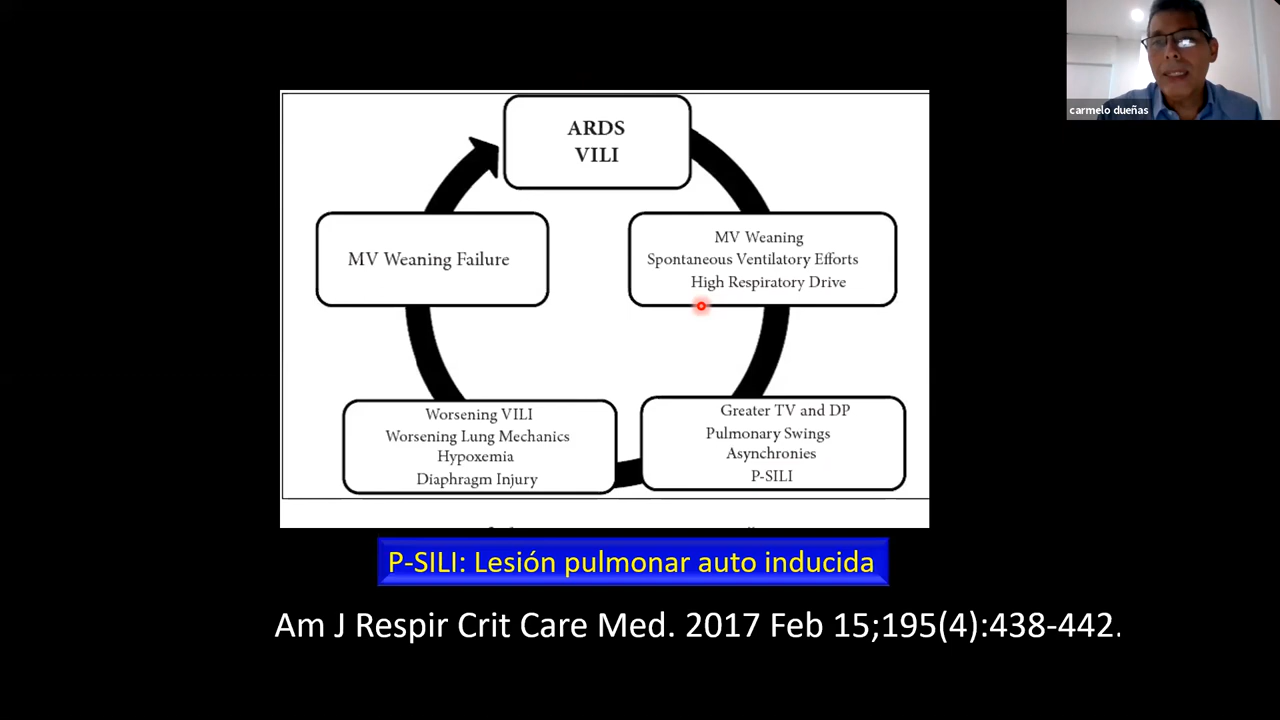 carmelo dueñas
ARDS
VILI
MV Weaning Failure
MV Weaning
Spontaneous Ventilatory Efforts
High Respiratory Drive
Worsening VILI
Worsening Lung Mechanics
Hypoxemia
Diaphragm Injury
Greater TV and DP
Pulmonary Swings
Asynchronies
P-SILI
P-SILI: Lesión pulmonar auto inducida
Am J Respir Crit Care Med. 2017 Feb 15;195(4):438-442.